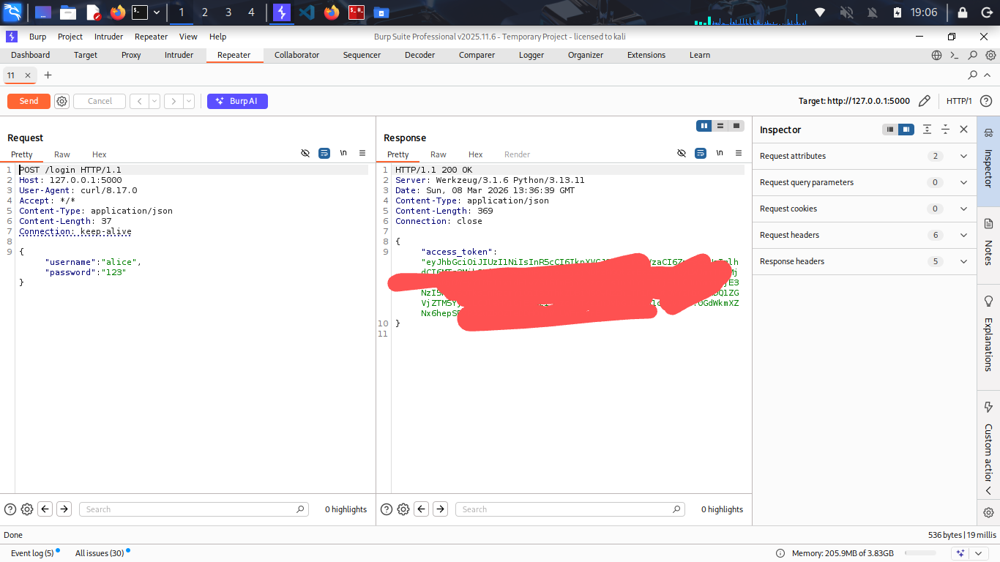 1 2 3 4 19:06
Burp Project Intruder Repeater View Help Burp Suite Professional v2025.11.6 - Temporary Project - licensed to kali
Dashboard Target Proxy Intruder Repeater Collaborator Sequencer Decoder Comparer Logger Organizer Extensions Learn
11 × +
Send Cancel < > Burp AI Target: http://127.0.0.1:5000 HTTP/1
Request
Pretty Raw Hex \n
1 POST /login HTTP/1.1
2 Host: 127.0.0.1:5000
3 User-Agent: curl/8.17.0
4 Accept: */*
5 Content-Type: application/json
6 Content-Length: 37
7 Connection: keep-alive
8
9 {
"username":"alice",
"password":"123"
}
Search 0 highlights
Response
Pretty Raw Hex Render \n
1 HTTP/1.1 200 OK
2 Server: Werkzeug/3.1.6 Python/3.13.11
3 Date: Sun, 08 Mar 2026 13:36:39 GMT
4 Content-Type: application/json
5 Content-Length: 369
6 Connection: close
7
8 {
9 "access_token":
10 }
11
Search 0 highlights
Inspector
Request attributes 2
Request query parameters 0
Request cookies 0
Request headers 6
Response headers 5
Inspector
Notes
Explanations
Custom action
Done 536 bytes | 19 millis
Event log (5) All issues (30) Memory: 205.9MB of 3.83GB